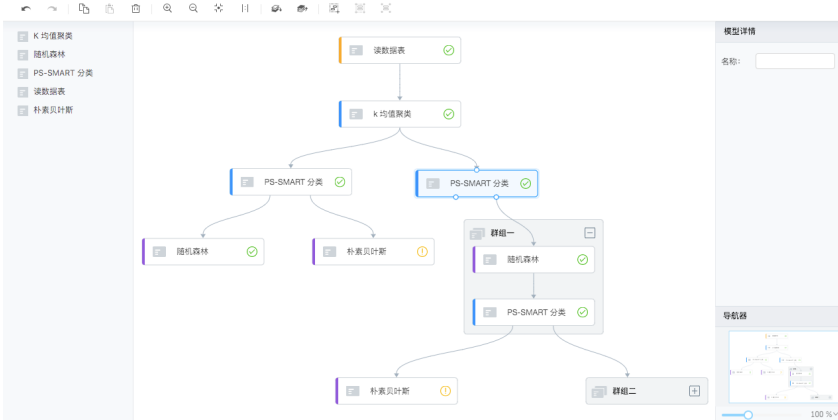 K 均值聚类
随机森林
PS-SMART 分类
读数据表
朴素贝叶斯
读数据表
k 均值聚类
PS-SMART 分类
PS-SMART 分类
随机森林
朴素贝叶斯
群组一
随机森林
PS-SMART 分类
朴素贝叶斯
群组二
模型详情
名称:
导航器
100 %